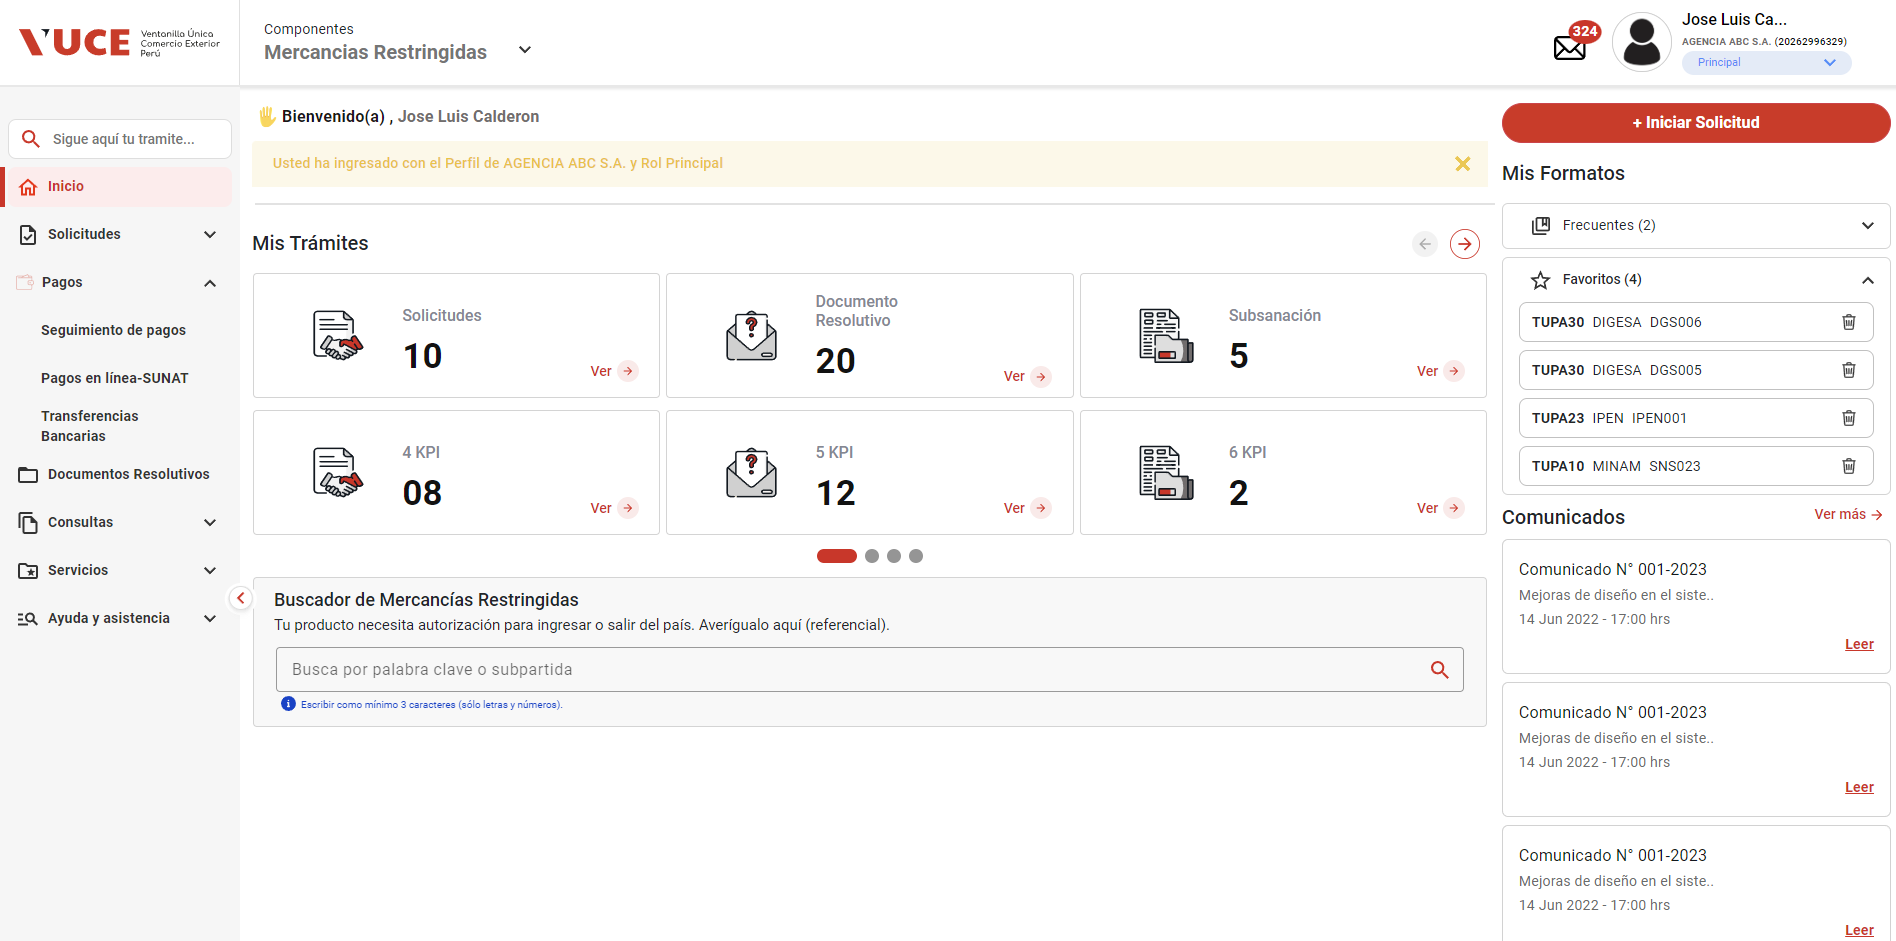 VUCE
Ventanilla Única
Comercio Exterior
Perú
Componentes
Mercancias Restringidas
324
Jose Luis Ca...
AGENCIA ABC S.A. (20262996329)
Principal
Sigue aquí tu tramite...
Inicio
Solicitudes
Pagos
Seguimiento de pagos
Pagos en línea-SUNAT
Transferencias
Bancarias
Documentos Resolutivos
Consultas
Servicios
Ayuda y asistencia
Bienvenido(a) , Jose Luis Calderon
Usted ha ingresado con el Perfil de AGENCIA ABC S.A. y Rol Principal
Mis Trámites
Solicitudes
10
Ver
Documento
Resolutivo
20
Ver
Subsanación
5
Ver
4 KPI
08
Ver
5 KPI
12
Ver
6 KPI
2
Ver
Buscador de Mercancías Restringidas
Tu producto necesita autorización para ingresar o salir del país. Averígualo aquí (referencial).
Busca por palabra clave o subpartida
Escribir como mínimo 3 caracteres (sólo letras y números).
+ Iniciar Solicitud
Mis Formatos
Frecuentes (2)
Favoritos (4)
TUPA30 DIGESA DGS006
TUPA30 DIGESA DGS005
TUPA23 IPEN IPEN001
TUPA10 MINAM SNS023
Comunicados
Ver más
Comunicado N° 001-2023
Mejoras de diseño en el siste..
14 Jun 2022 - 17:00 hrs
Leer
Comunicado N° 001-2023
Mejoras de diseño en el siste..
14 Jun 2022 - 17:00 hrs
Leer
Comunicado N° 001-2023
Mejoras de diseño en el siste..
14 Jun 2022 - 17:00 hrs
Leer